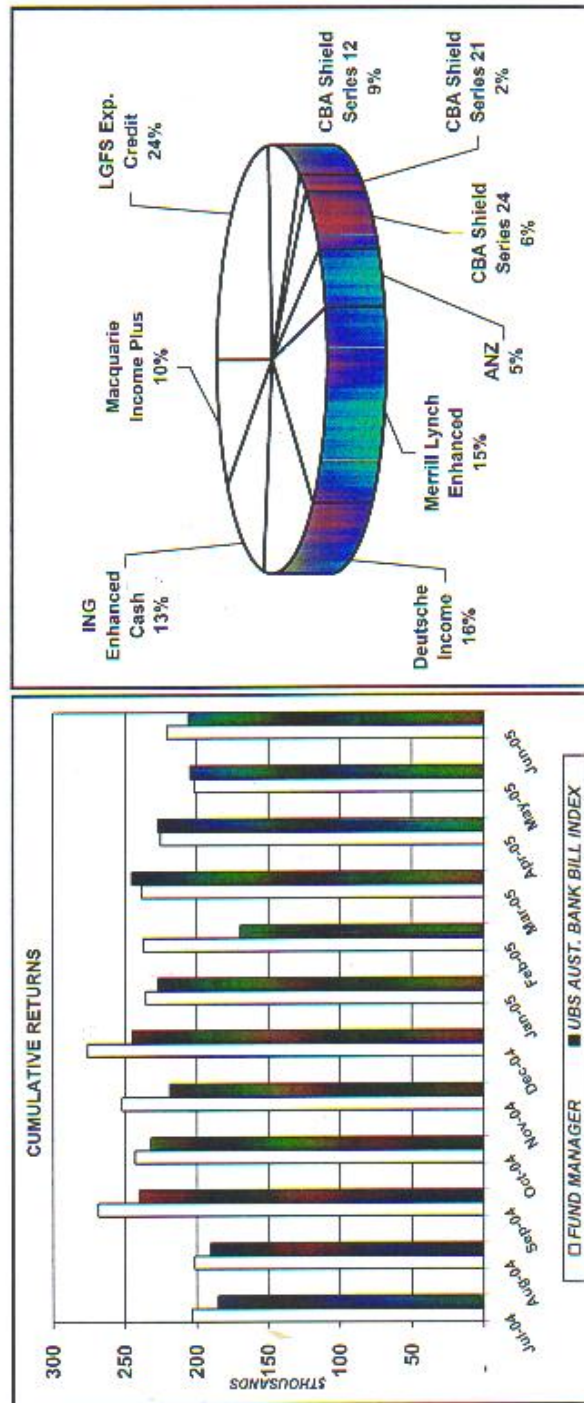 CUMULATIVE RETURNS
300
250
200
150
100
50
-
$THOUSANDS
Jul-04
Aug-04
Sep-04
Oct-04
Nov-04
Dec-04
Jan-05
Feb-05
Mar-05
Apr-05
May-05
Jun-05
FUND MANAGER
UBS AUST. BANK BILL INDEX
ING
Enhanced
Cash
13%
Macquarie
Income Plus
10%
LGFS Exp.
Credit
24%
CBA Shield
Series 12
9%
CBA Shield
Series 21
2%
CBA Shield
Series 24
6%
ANZ
5%
Merrill Lynch
Enhanced
15%
Deutsche
Income
16%